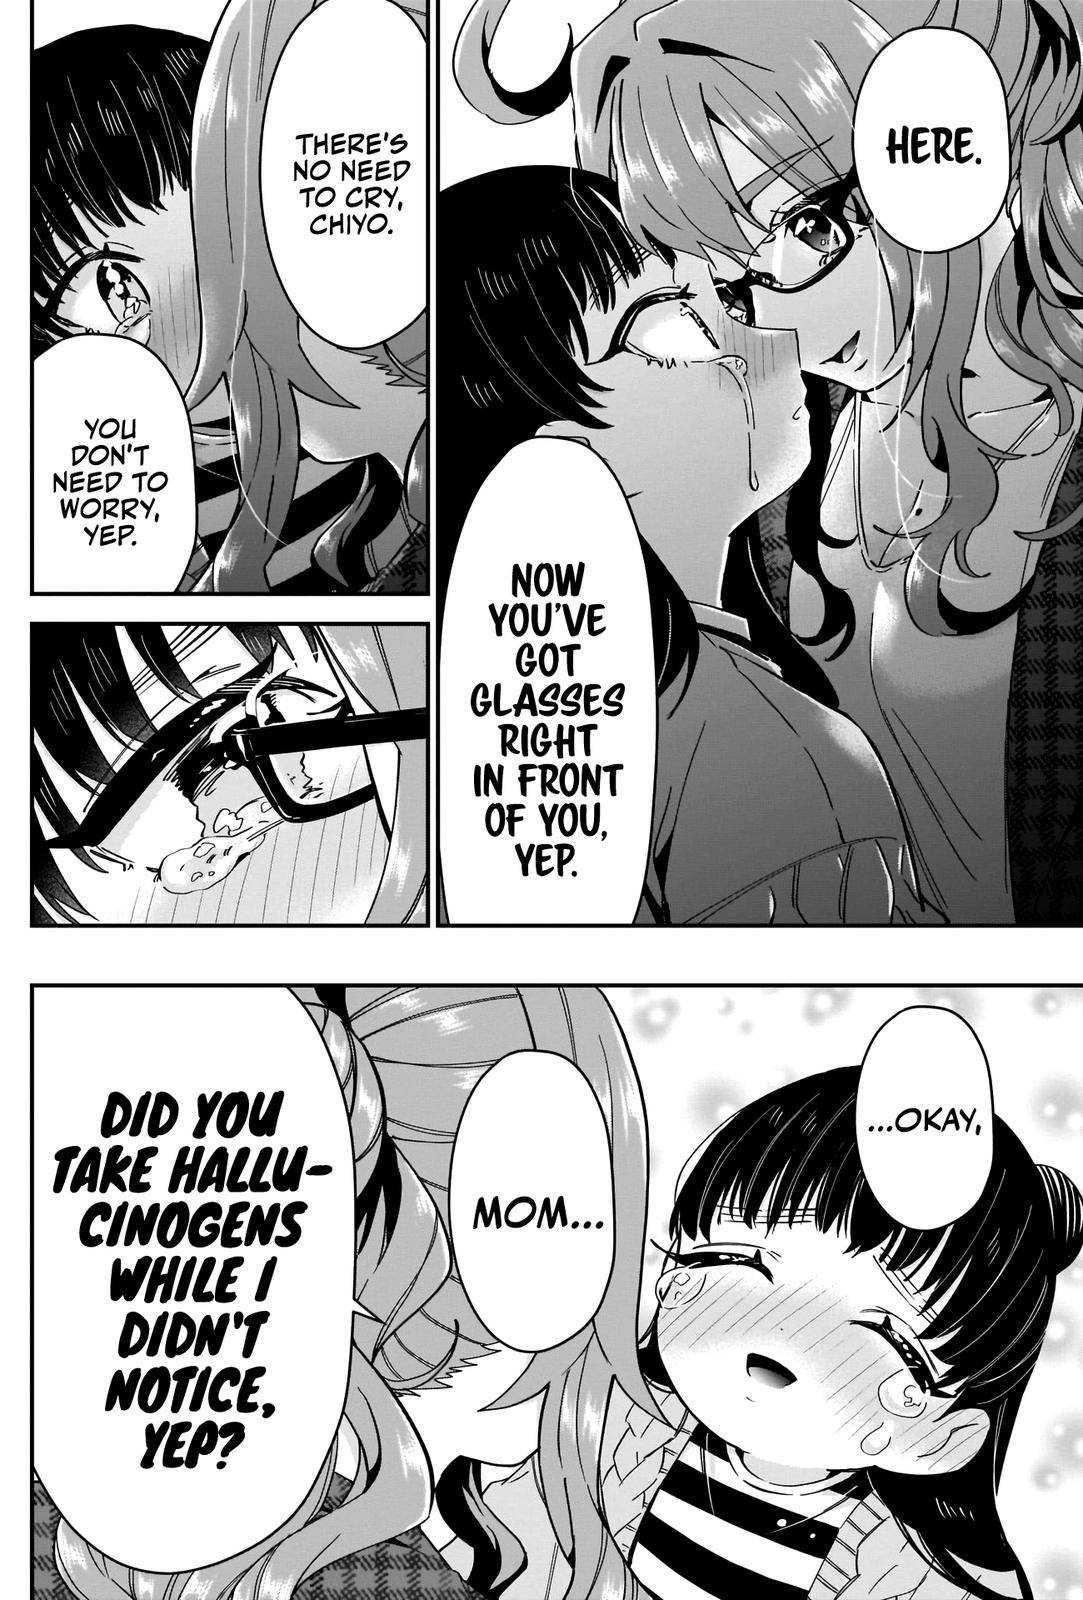 HERE.
NOW
YOU'VE
GOT
GLASSES
RIGHT
IN FRONT
OF YOU,
YEP.
THERE'S
NO NEED
TO CRY,
CHIYO.
YOU
DON'T
NEED TO
WORRY,
YEP.
...OKAY,
MOM...
DID YOU
TAKE HALLU-
CINOGENS
WHILE I
DIDN'T
NOTICE,
YEP?